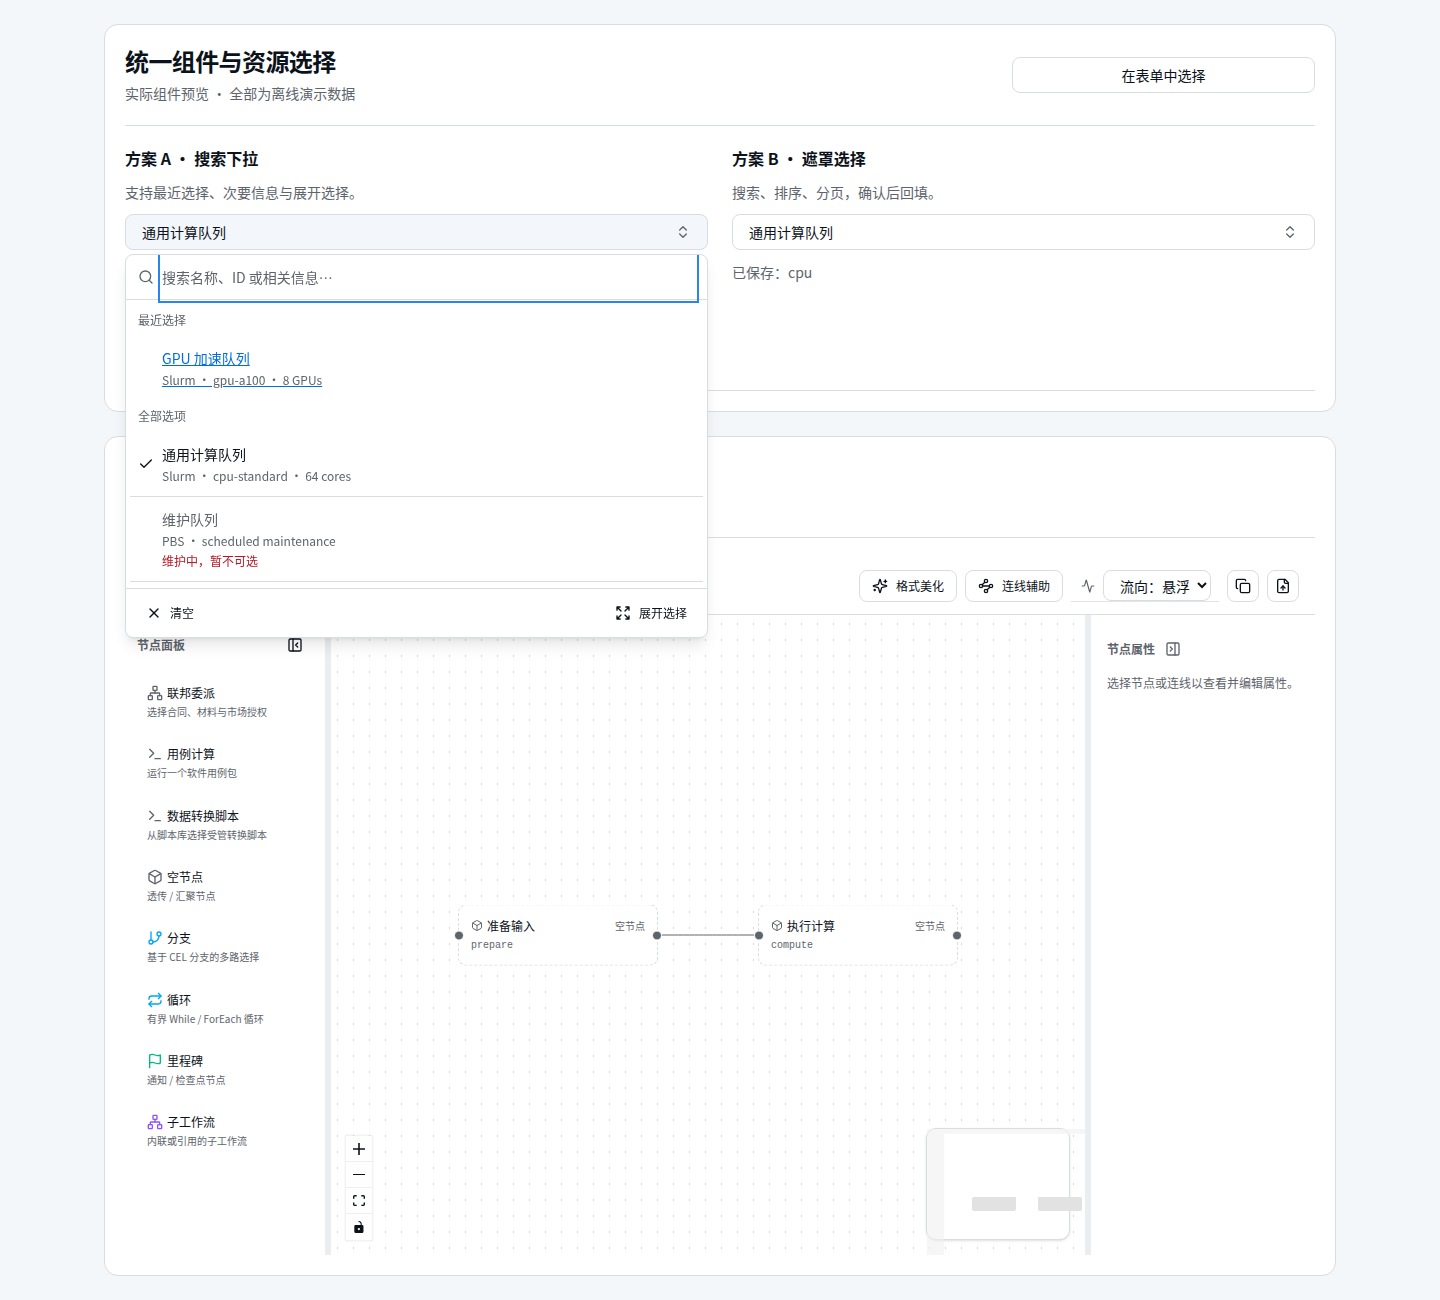 统一组件与资源选择
实际组件预览 · 全部为离线演示数据
在表单中选择
方案 A · 搜索下拉
支持最近选择、次要信息与展开选择。
通用计算队列
搜索名称、ID 或相关信息…
最近选择
GPU 加速队列
Slurm · gpu-a100 · 8 GPUs
全部选项
通用计算队列
Slurm · cpu-standard · 64 cores
维护队列
PBS · scheduled maintenance
维护中，暂不可选
清空
展开选择
方案 B · 遮罩选择
搜索、排序、分页，确认后回填。
通用计算队列
已保存：cpu
格式美化
连线辅助
流向：悬浮
节点面板
联邦委派
选择合同、材料与市场授权
用例计算
运行一个软件用例包
数据转换脚本
从脚本库选择受管转换脚本
空节点
透传 / 汇聚节点
分支
基于 CEL 分支的多路选择
循环
有界 While / ForEach 循环
里程碑
通知 / 检查点节点
子工作流
内联或引用的子工作流
准备输入
空节点
prepare
执行计算
空节点
compute
节点属性
选择节点或连线以查看并编辑属性。